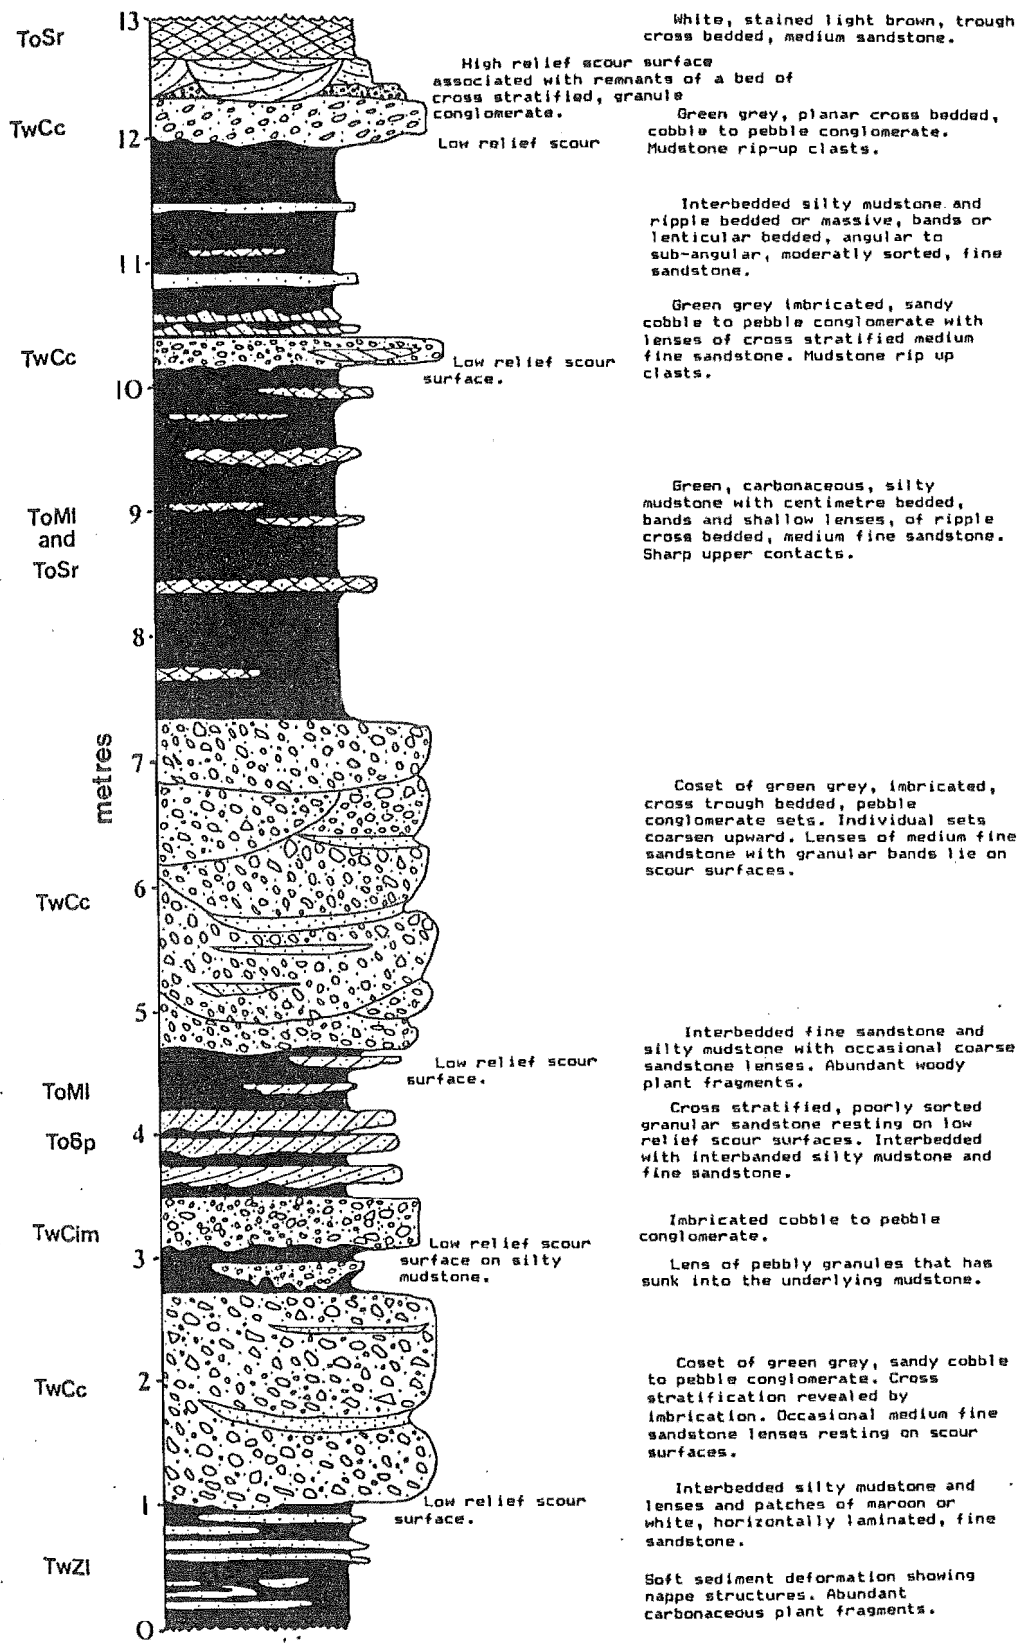 13
ToSr
White, stained light brown, trough
cross bedded, medium sandstone.
High relief scour surface
associated with remnants of a bed of
cross stratified, granule
conglomerate.
TwCc
12
Low relief scour
Green grey, planar cross bedded,
cobble to pebble conglomerate.
Mudstone rip-up clasts.
Interbedded silty mudstone and
ripple bedded or massive, bands or
lenticular bedded, angular to
sub-angular, moderatly sorted, fine
sandstone.
11
Green grey imbricated, sandy
cobble to pebble conglomerate with
lenses of cross stratified medium
fine sandstone. Mudstone rip up
clasts.
TwCc
Low relief scour
surface.
10
Green, carbonaceous, silty
mudstone with centimetre bedded,
bands and shallow lenses, of ripple
cross bedded, medium fine sandstone.
Sharp upper contacts.
ToMl
and
ToSr
9
8
metres
7
Coset of green grey, imbricated,
cross trough bedded, pebble
conglomerate sets. Individual sets
coarsen upward. Lenses of medium fine
sandstone with granular bands lie on
scour surfaces.
TwCc
6
5
Low relief scour
surface.
Interbedded fine sandstone and
silty mudstone with occasional coarse
sandstone lenses. Abundant woody
plant fragments.
ToMl
Cross stratified, poorly sorted
granular sandstone resting on low
relief scour surfaces. Interbedded
with interbanded silty mudstone and
fine sandstone.
ToSp
4
TwCim
Imbricated cobble to pebble
conglomerate.
Low relief scour
surface on silty
mudstone.
3
Lens of pebbly granules that has
sunk into the underlying mudstone.
TwCc
2
Coset of green grey, sandy cobble
to pebble conglomerate. Cross
stratification revealed by
imbrication. Occasional medium fine
sandstone lenses resting on scour
surfaces.
1
Low relief scour
surface.
Interbedded silty mudstone and
lenses and patches of maroon or
white, horizontally laminated, fine
sandstone.
TwZl
Soft sediment deformation showing
nappe structures. Abundant
carbonaceous plant fragments.
0